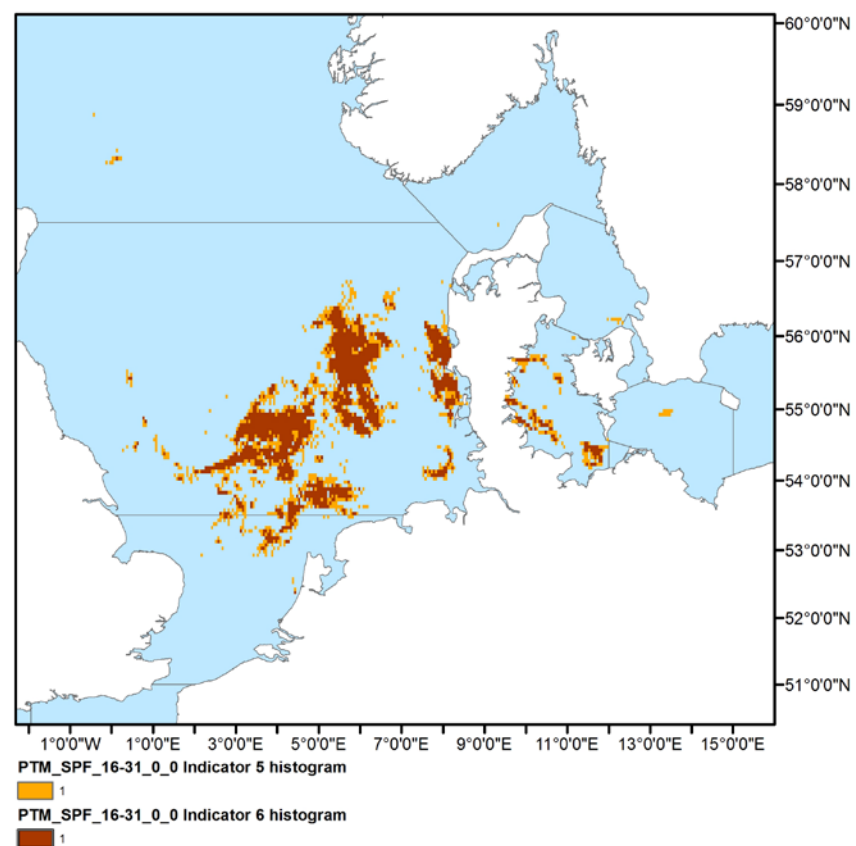 60°0'0"N
59°0'0"N
58°0'0"N
57°0'0"N
56°0'0"N
55°0'0"N
54°0'0"N
53°0'0"N
52°0'0"N
51°0'0"N
1°0'0"W 1°0'0"E 3°0'0"E 5°0'0"E 7°0'0"E 9°0'0"E 11°0'0"E 13°0'0"E 15°0'0"E
PTM_SPF_16-31_0_0 Indicator 5 histogram
1
PTM_SPF_16-31_0_0 Indicator 6 histogram
1